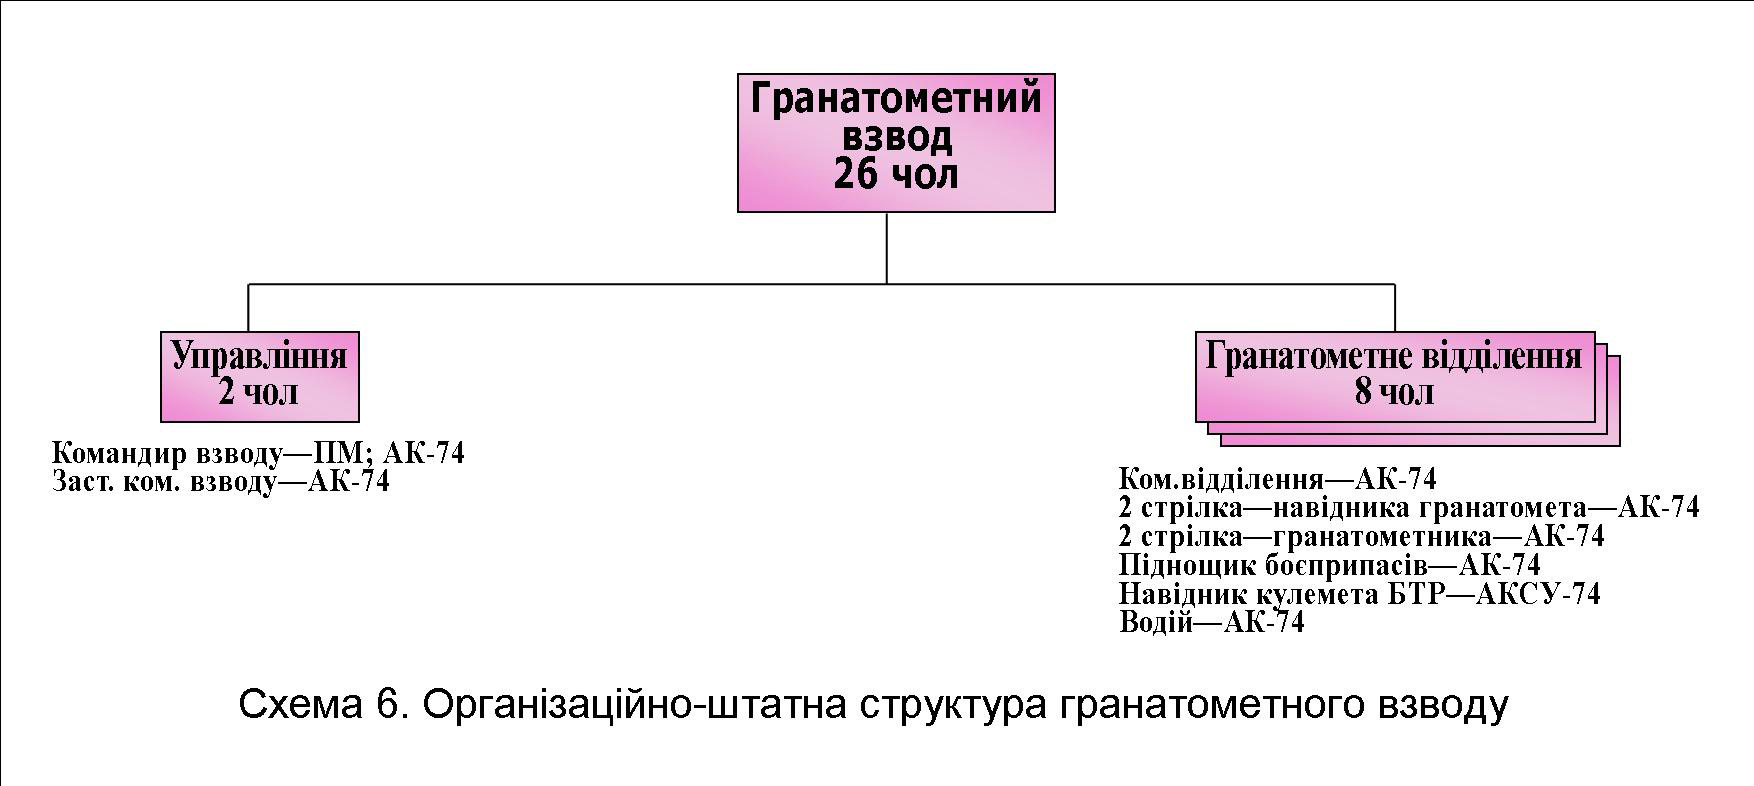 Гранатометний
взвод
26 чол
Управління
2 чол
Командир взводу—ПМ; АК-74
Заст. ком. взводу—АК-74
Гранатометне відділення
8 чол
Ком.відділення—АК-74
2 стрілка—навідника гранатомета—АК-74
2 стрілка—гранатометника—АК-74
Піднощик боєприпасів—АК-74
Навідник кулемета БТР—АКСУ-74
Водій—АК-74
Схема 6. Організаційно-штатна структура гранатометного взводу